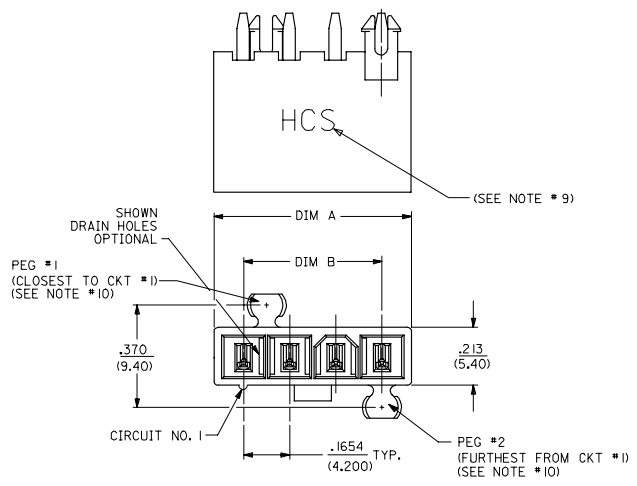 HCS
(SEE NOTE #9)
SHOWN
DRAIN HOLES
OPTIONAL
DIM A
PEG #1
(CLOSEST TO CKT #1)
(SEE NOTE #10)
DIM B
.370
(9.40)
.213
(5.40)
CIRCUIT NO. 1
.1654
(4.200)
TYP.
PEG #2
(FURTHEST FROM CKT #1)
(SEE NOTE #10)